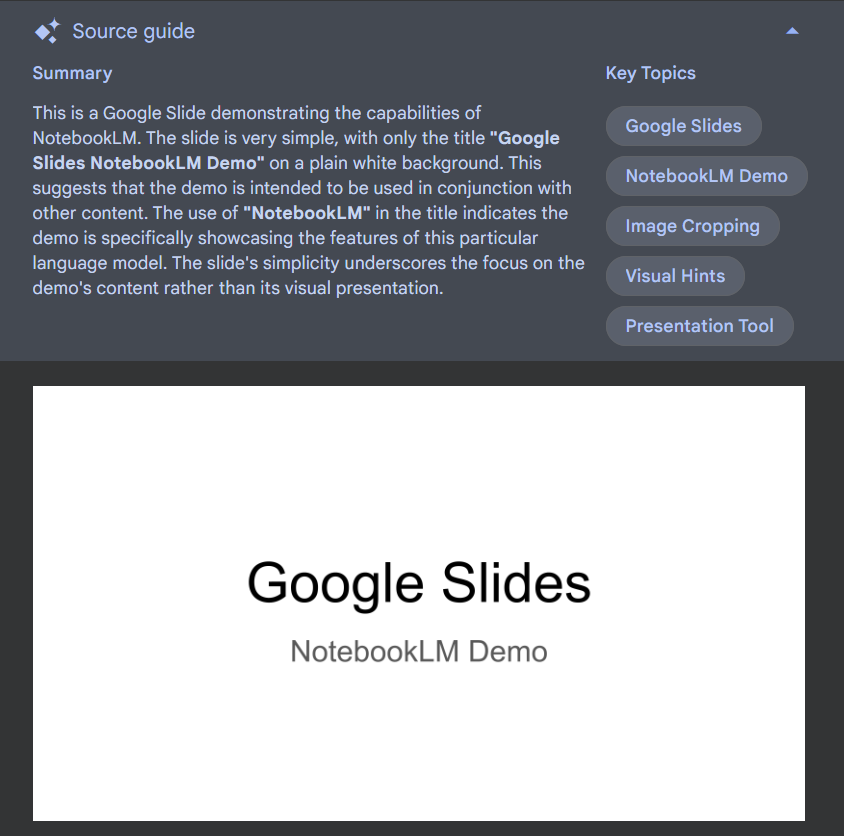 Source guide
Summary
This is a Google Slide demonstrating the capabilities of
NotebookLM. The slide is very simple, with only the title "Google
Slides NotebookLM Demo" on a plain white background. This
suggests that the demo is intended to be used in conjunction with
other content. The use of "NotebookLM" in the title indicates the
demo is specifically showcasing the features of this particular
language model. The slide's simplicity underscores the focus on the
demo's content rather than its visual presentation.
Key Topics
Google Slides
NotebookLM Demo
Image Cropping
Visual Hints
Presentation Tool
Google Slides
NotebookLM Demo